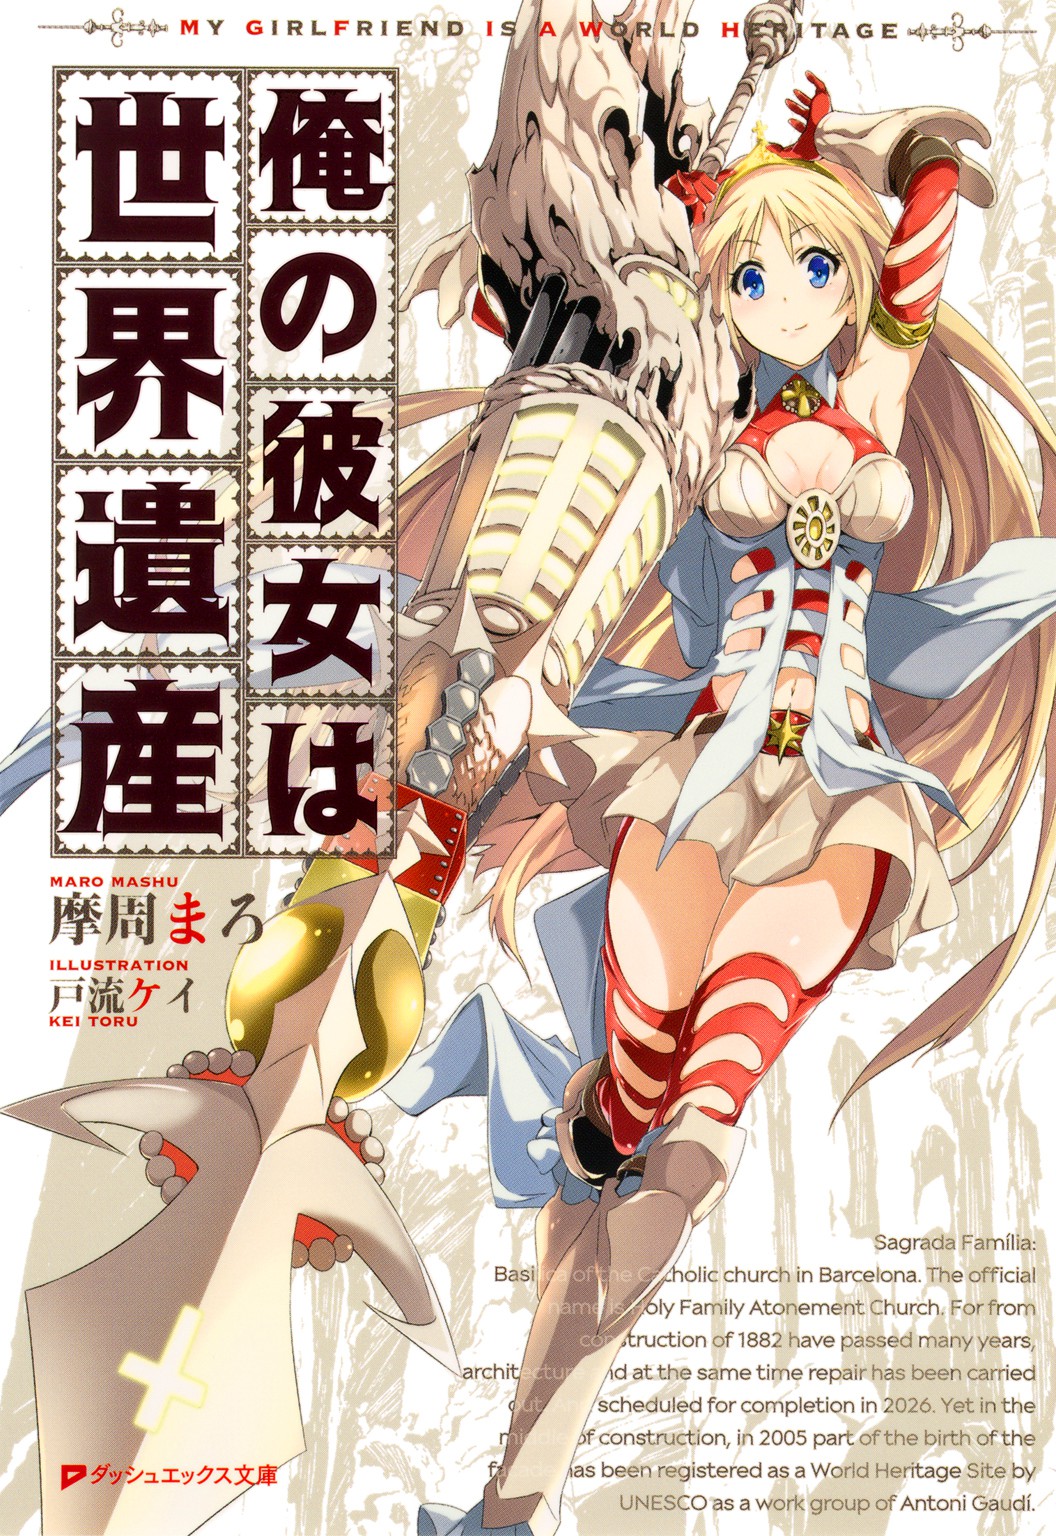 MY GIRLFRIEND IS A WORLD HERITAGE
俺の彼女は
世界遺産
MARO MASHU
摩周まろ
ILLUSTRATION
戸流ケイ
KEI TORU
Sagrada Família:
Basilica of the Catholic church in Barcelona. The official
name is Holy Family Atonement Church. For from
construction of 1882 have passed many years,
architecture and at the same time repair has been carried
out. And scheduled for completion in 2026. Yet in the
middle of construction, in 2005 part of the birth of the
facade has been registered as a World Heritage Site by
UNESCO as a work group of Antoni Gaudí.
ダッシュエックス文庫